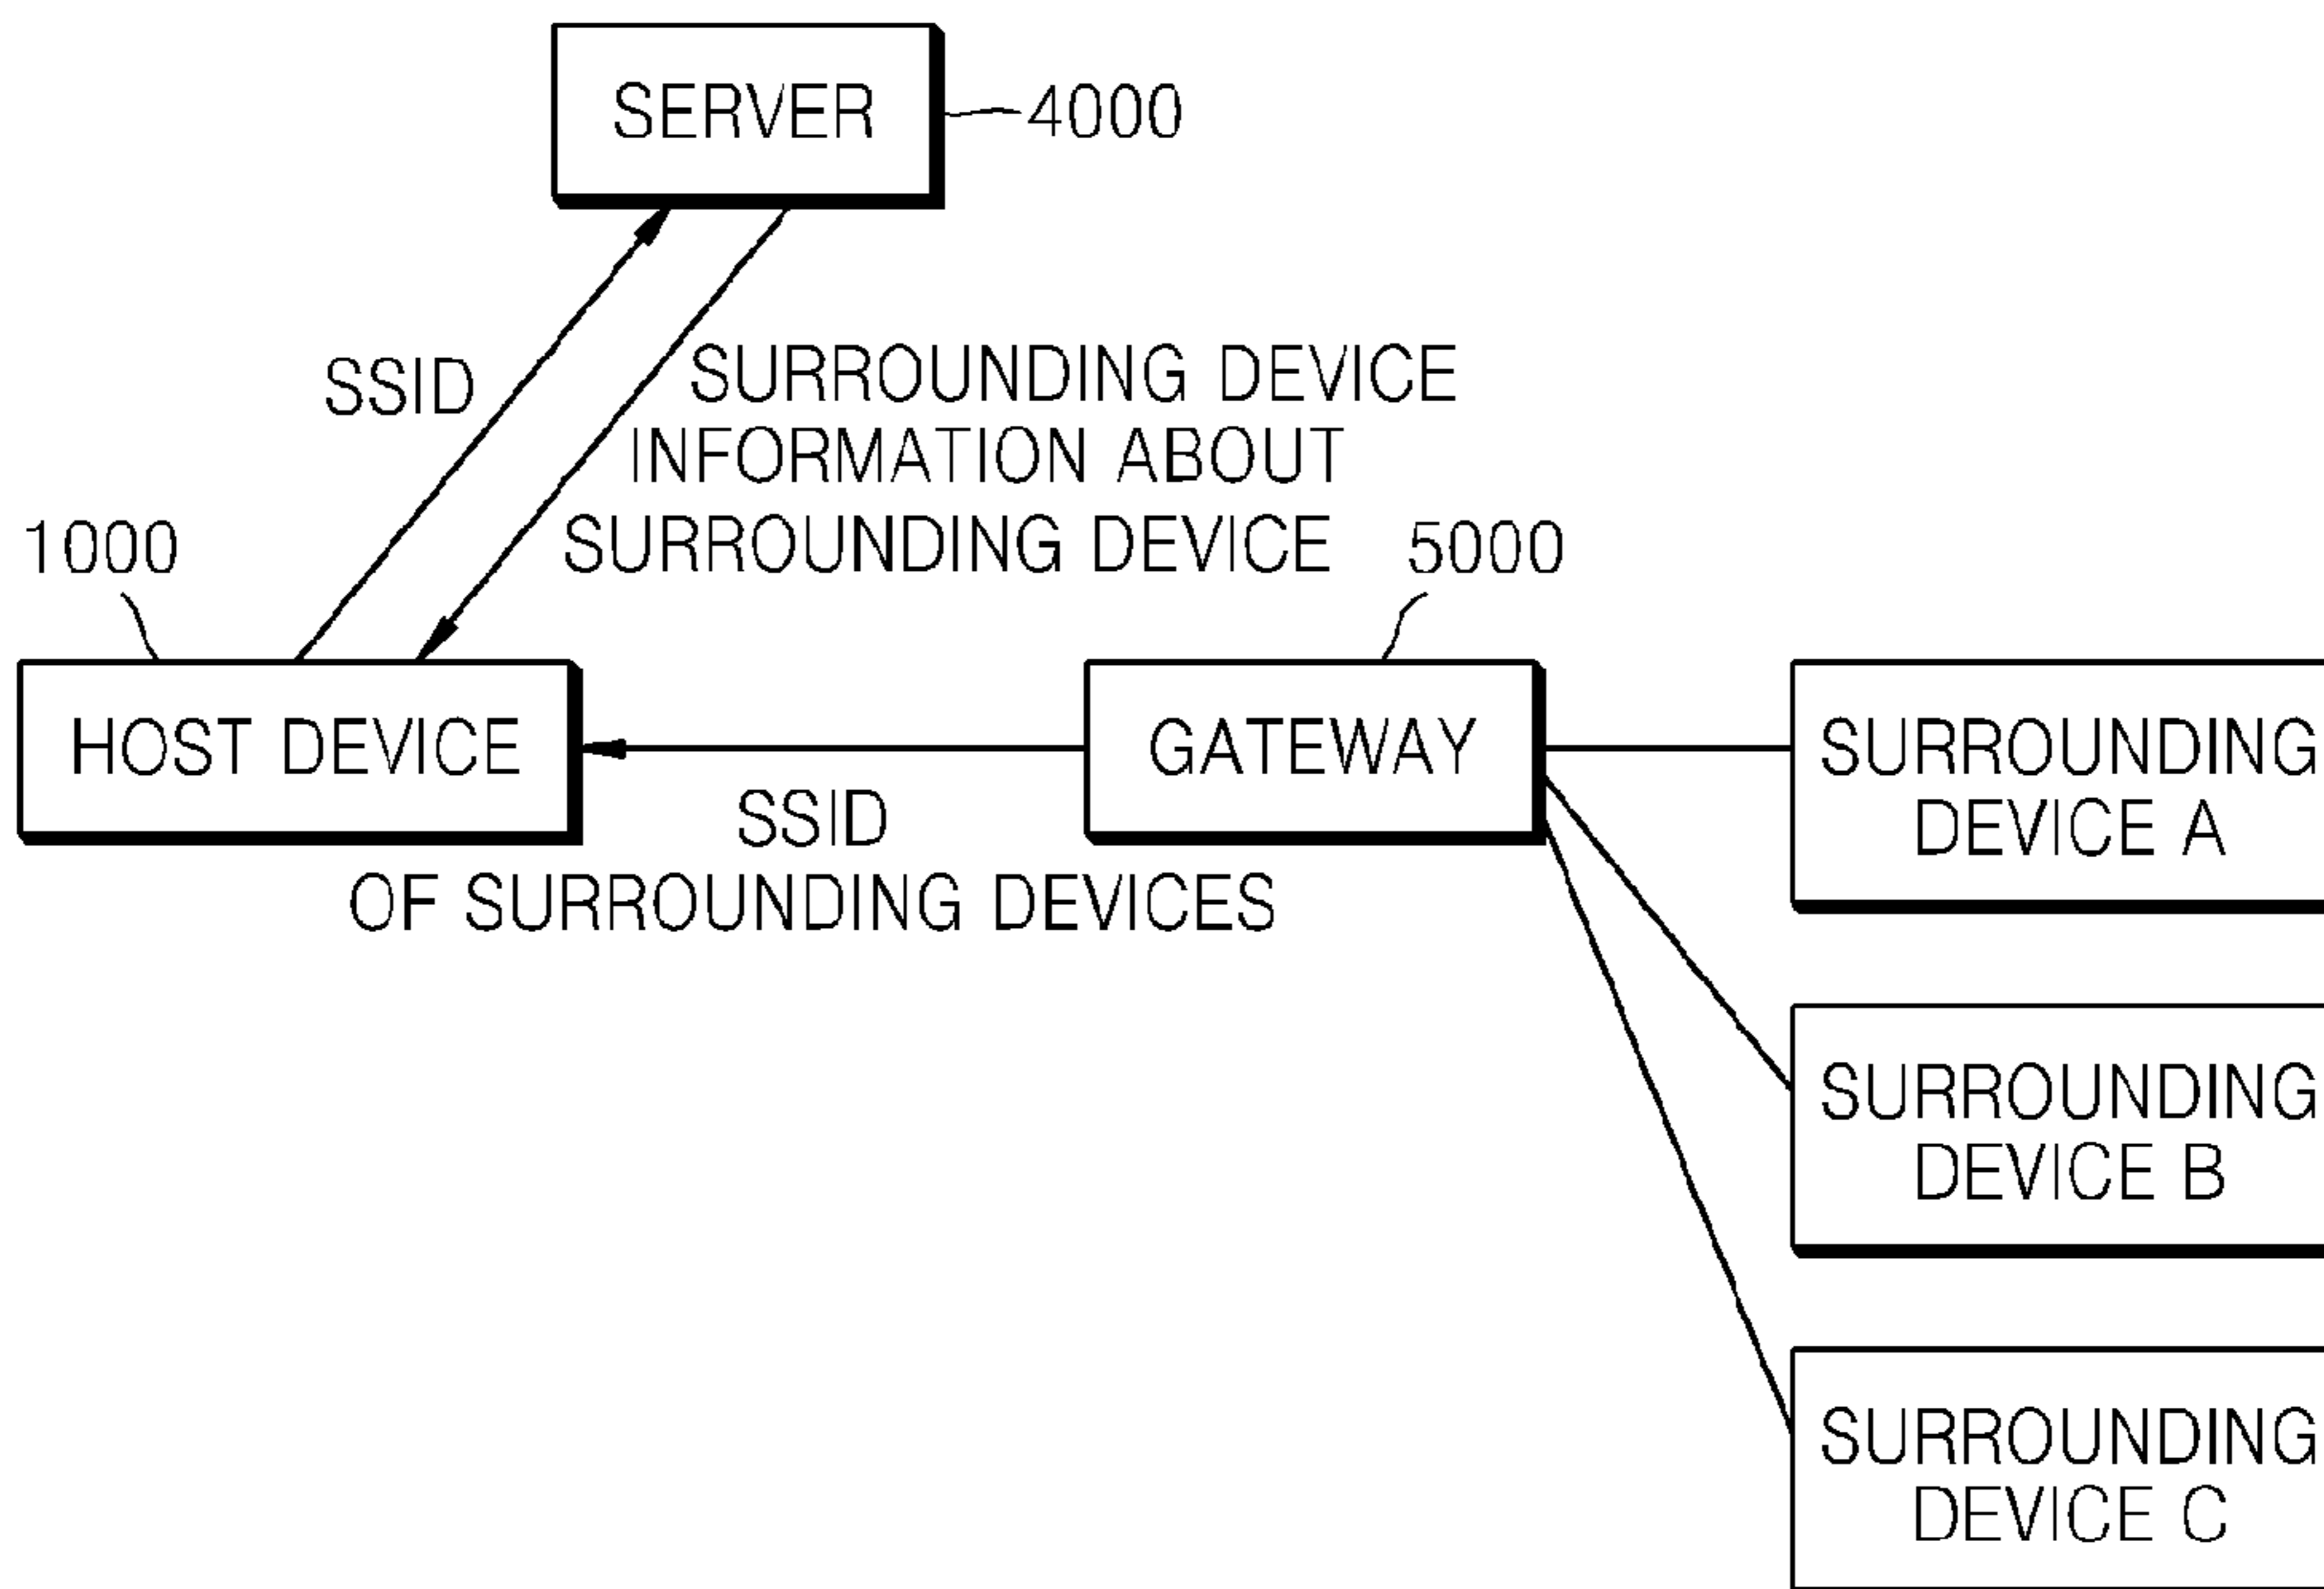 SERVER
4000
SSID
SURROUNDING DEVICE
INFORMATION ABOUT
SURROUNDING DEVICE
1000
5000
HOST DEVICE
GATEWAY
SSID
OF SURROUNDING DEVICES
SURROUNDING
DEVICE A
SURROUNDING
DEVICE B
SURROUNDING
DEVICE C